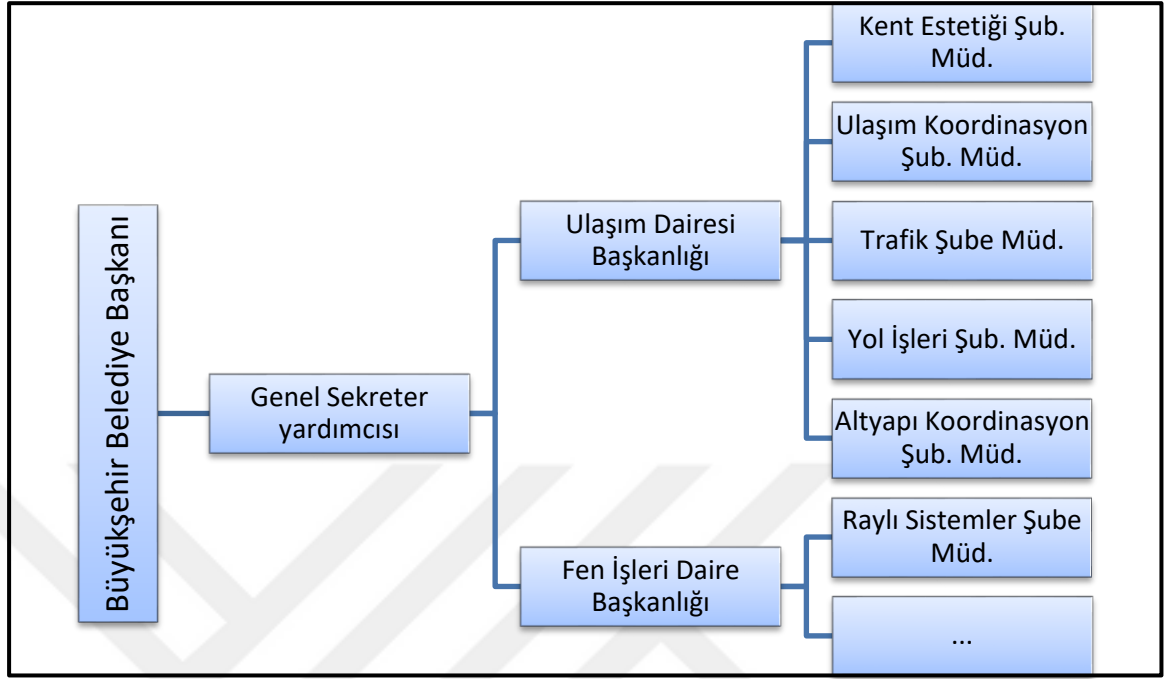 Büyükşehir Belediye Başkanı
Genel Sekreter
yardımcısı
Ulaşım Dairesi
Başkanlığı
Kent Estetiği Şub.
Müd.
Ulaşım Koordinasyon
Şub. Müd.
Trafik Şube Müd.
Yol İşleri Şub. Müd.
Altyapı Koordinasyon
Şub. Müd.
Fen İşleri Daire
Başkanlığı
Raylı Sistemler Şube
Müd.
...